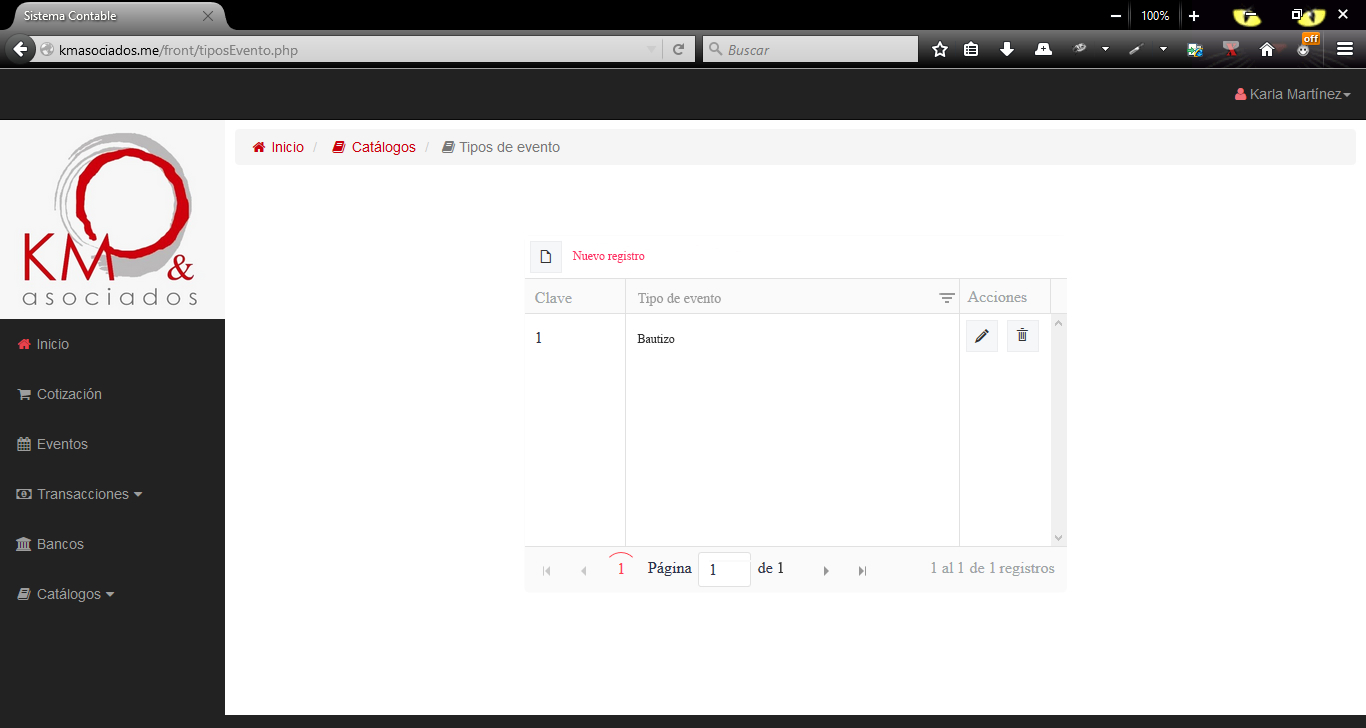 Sistema Contable
100%
kmasociados.me/front/tiposEvento.php
Buscar
off
Karla Martínez
KM &
asociados
Inicio / Catálogos / Tipos de evento
Inicio
Cotización
Eventos
Transacciones
Bancos
Catálogos
Nuevo registro
Clave Tipo de evento Acciones
1 Bautizo
1 Página 1 de 1 1 al 1 de 1 registros